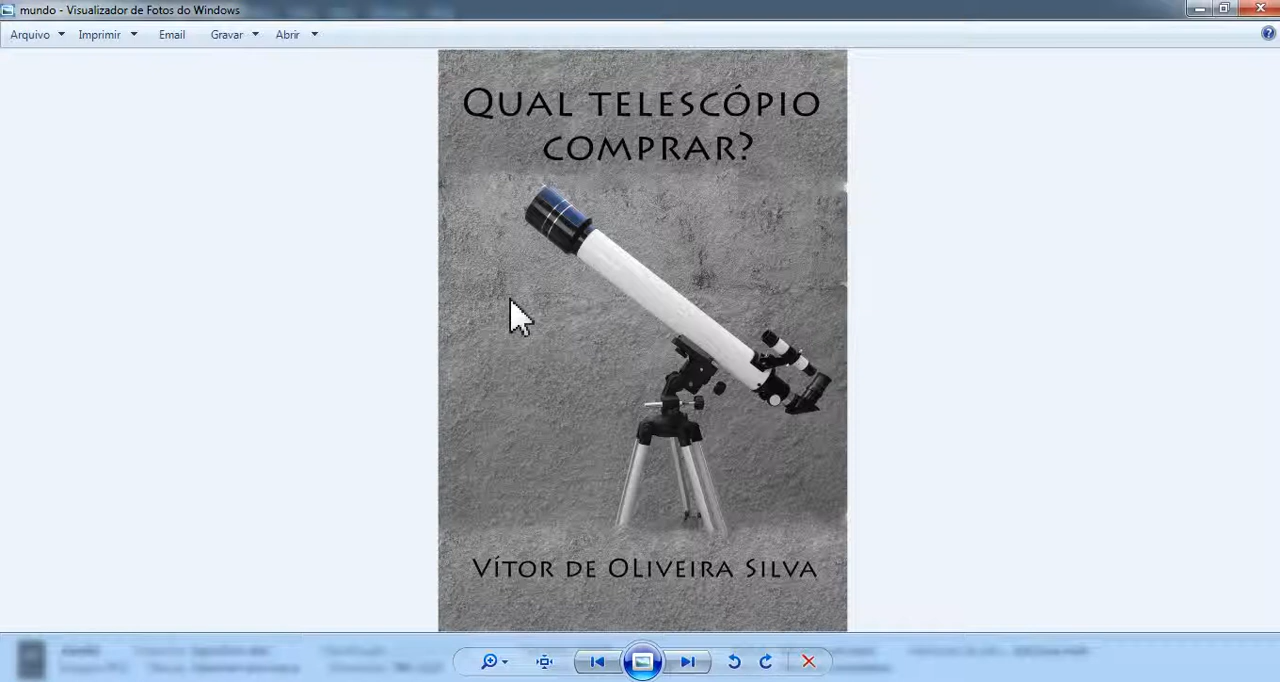 mundo - Visualizador de Fotos do Windows
Arquivo Imprimir Email Gravar Abrir
QUAL TELESCÓPIO
COMPRAR?
VÍTOR DE OLIVEIRA SILVA